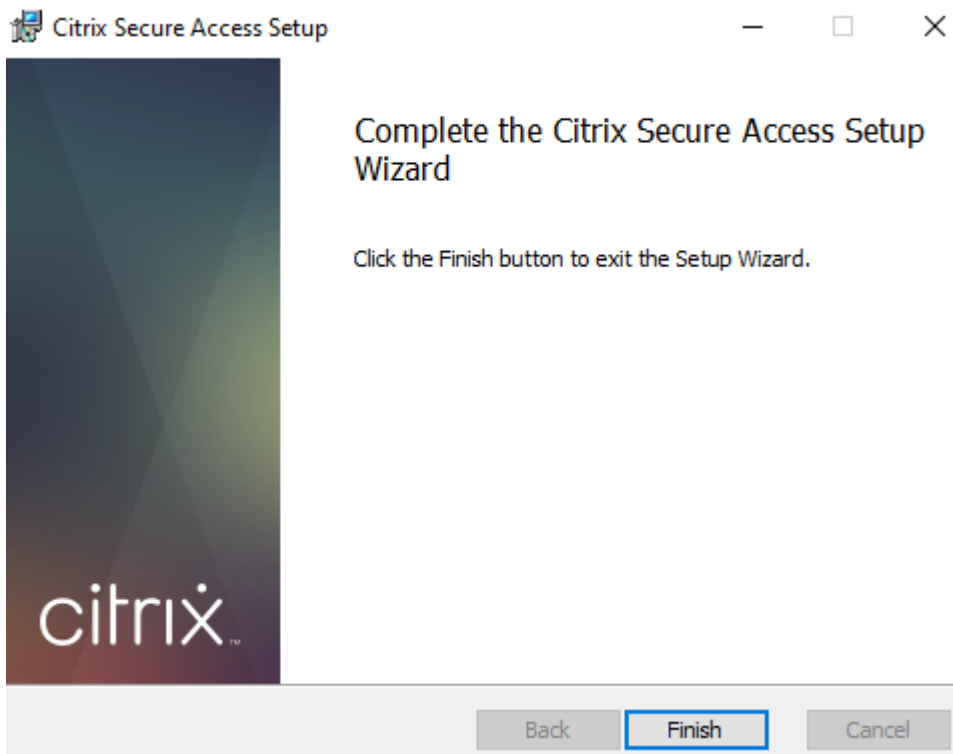 Citrix Secure Access Setup
Complete the Citrix Secure Access Setup
Wizard
Click the Finish button to exit the Setup Wizard.
citrix™
Back Finish Cancel